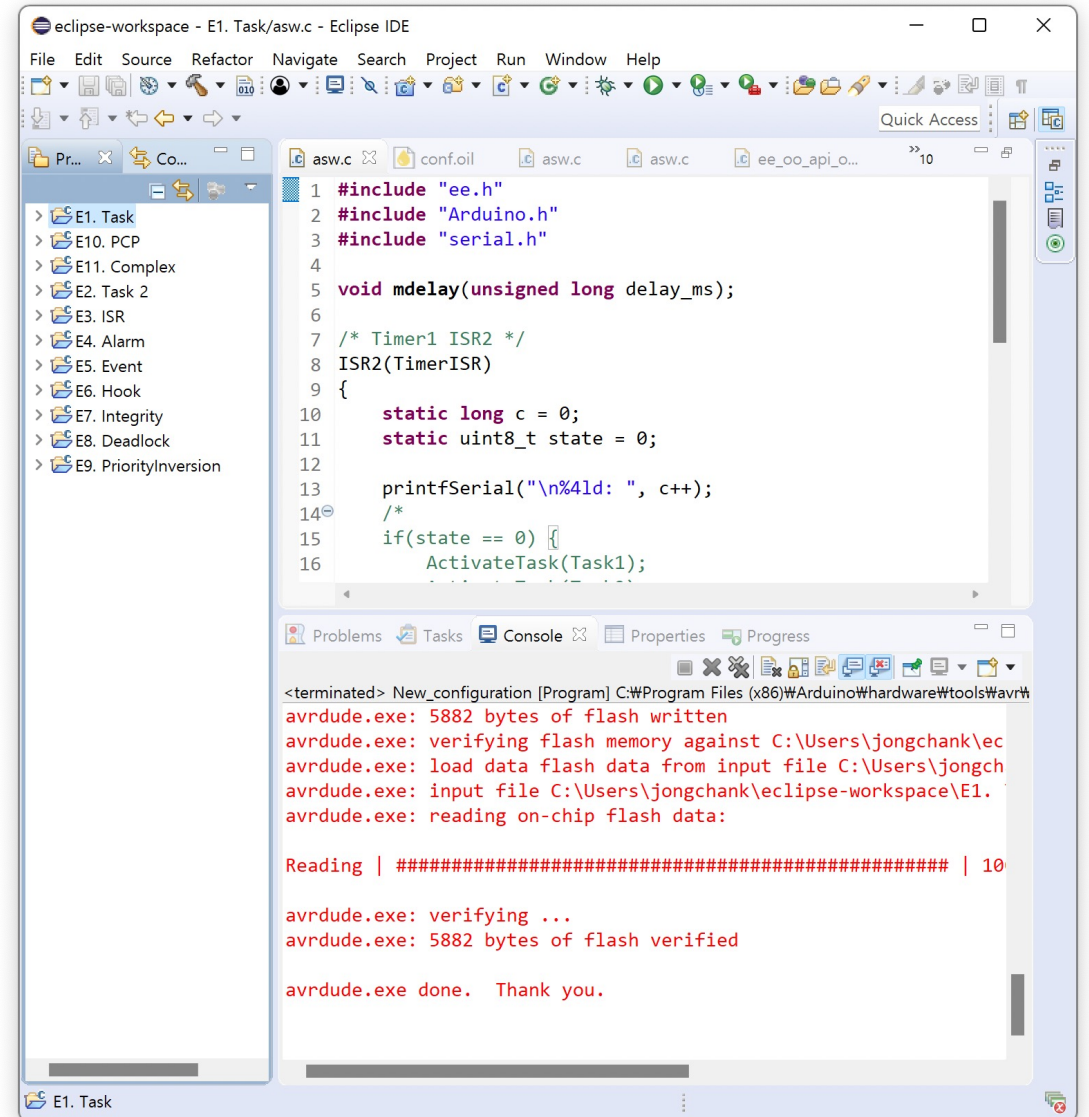 eclipse-workspace - E1. Task/asw.c - Eclipse IDE
File Edit Source Refactor Navigate Search Project Run Window Help
010
Quick Access
Pr... Co...
asw.c conf.oil asw.c asw.c ee_oo_api_o... »10
E1. Task
E10. PCP
E11. Complex
E2. Task 2
E3. ISR
E4. Alarm
E5. Event
E6. Hook
E7. Integrity
E8. Deadlock
E9. PriorityInversion
1 #include "ee.h"
2 #include "Arduino.h"
3 #include "serial.h"
4
5 void mdelay(unsigned long delay_ms);
6
7 /* Timer1 ISR2 */
8 ISR2(TimerISR)
9 {
10 static long c = 0;
11 static uint8_t state = 0;
12
13 printfSerial("\n%4ld: ", c++);
14 /*
15 if(state == 0) {
16 ActivateTask(Task1);
Problems Tasks Console Properties Progress
<terminated> New_configuration [Program] C:₩Program Files (x86)₩Arduino₩hardware₩tools₩avr₩
avrdude.exe: 5882 bytes of flash written
avrdude.exe: verifying flash memory against C:\Users\jongchank\ec
avrdude.exe: load data flash data from input file C:\Users\jongch
avrdude.exe: input file C:\Users\jongchank\eclipse-workspace\E1.
avrdude.exe: reading on-chip flash data:
Reading | ################################################## | 10
avrdude.exe: verifying ...
avrdude.exe: 5882 bytes of flash verified
avrdude.exe done. Thank you.
E1. Task